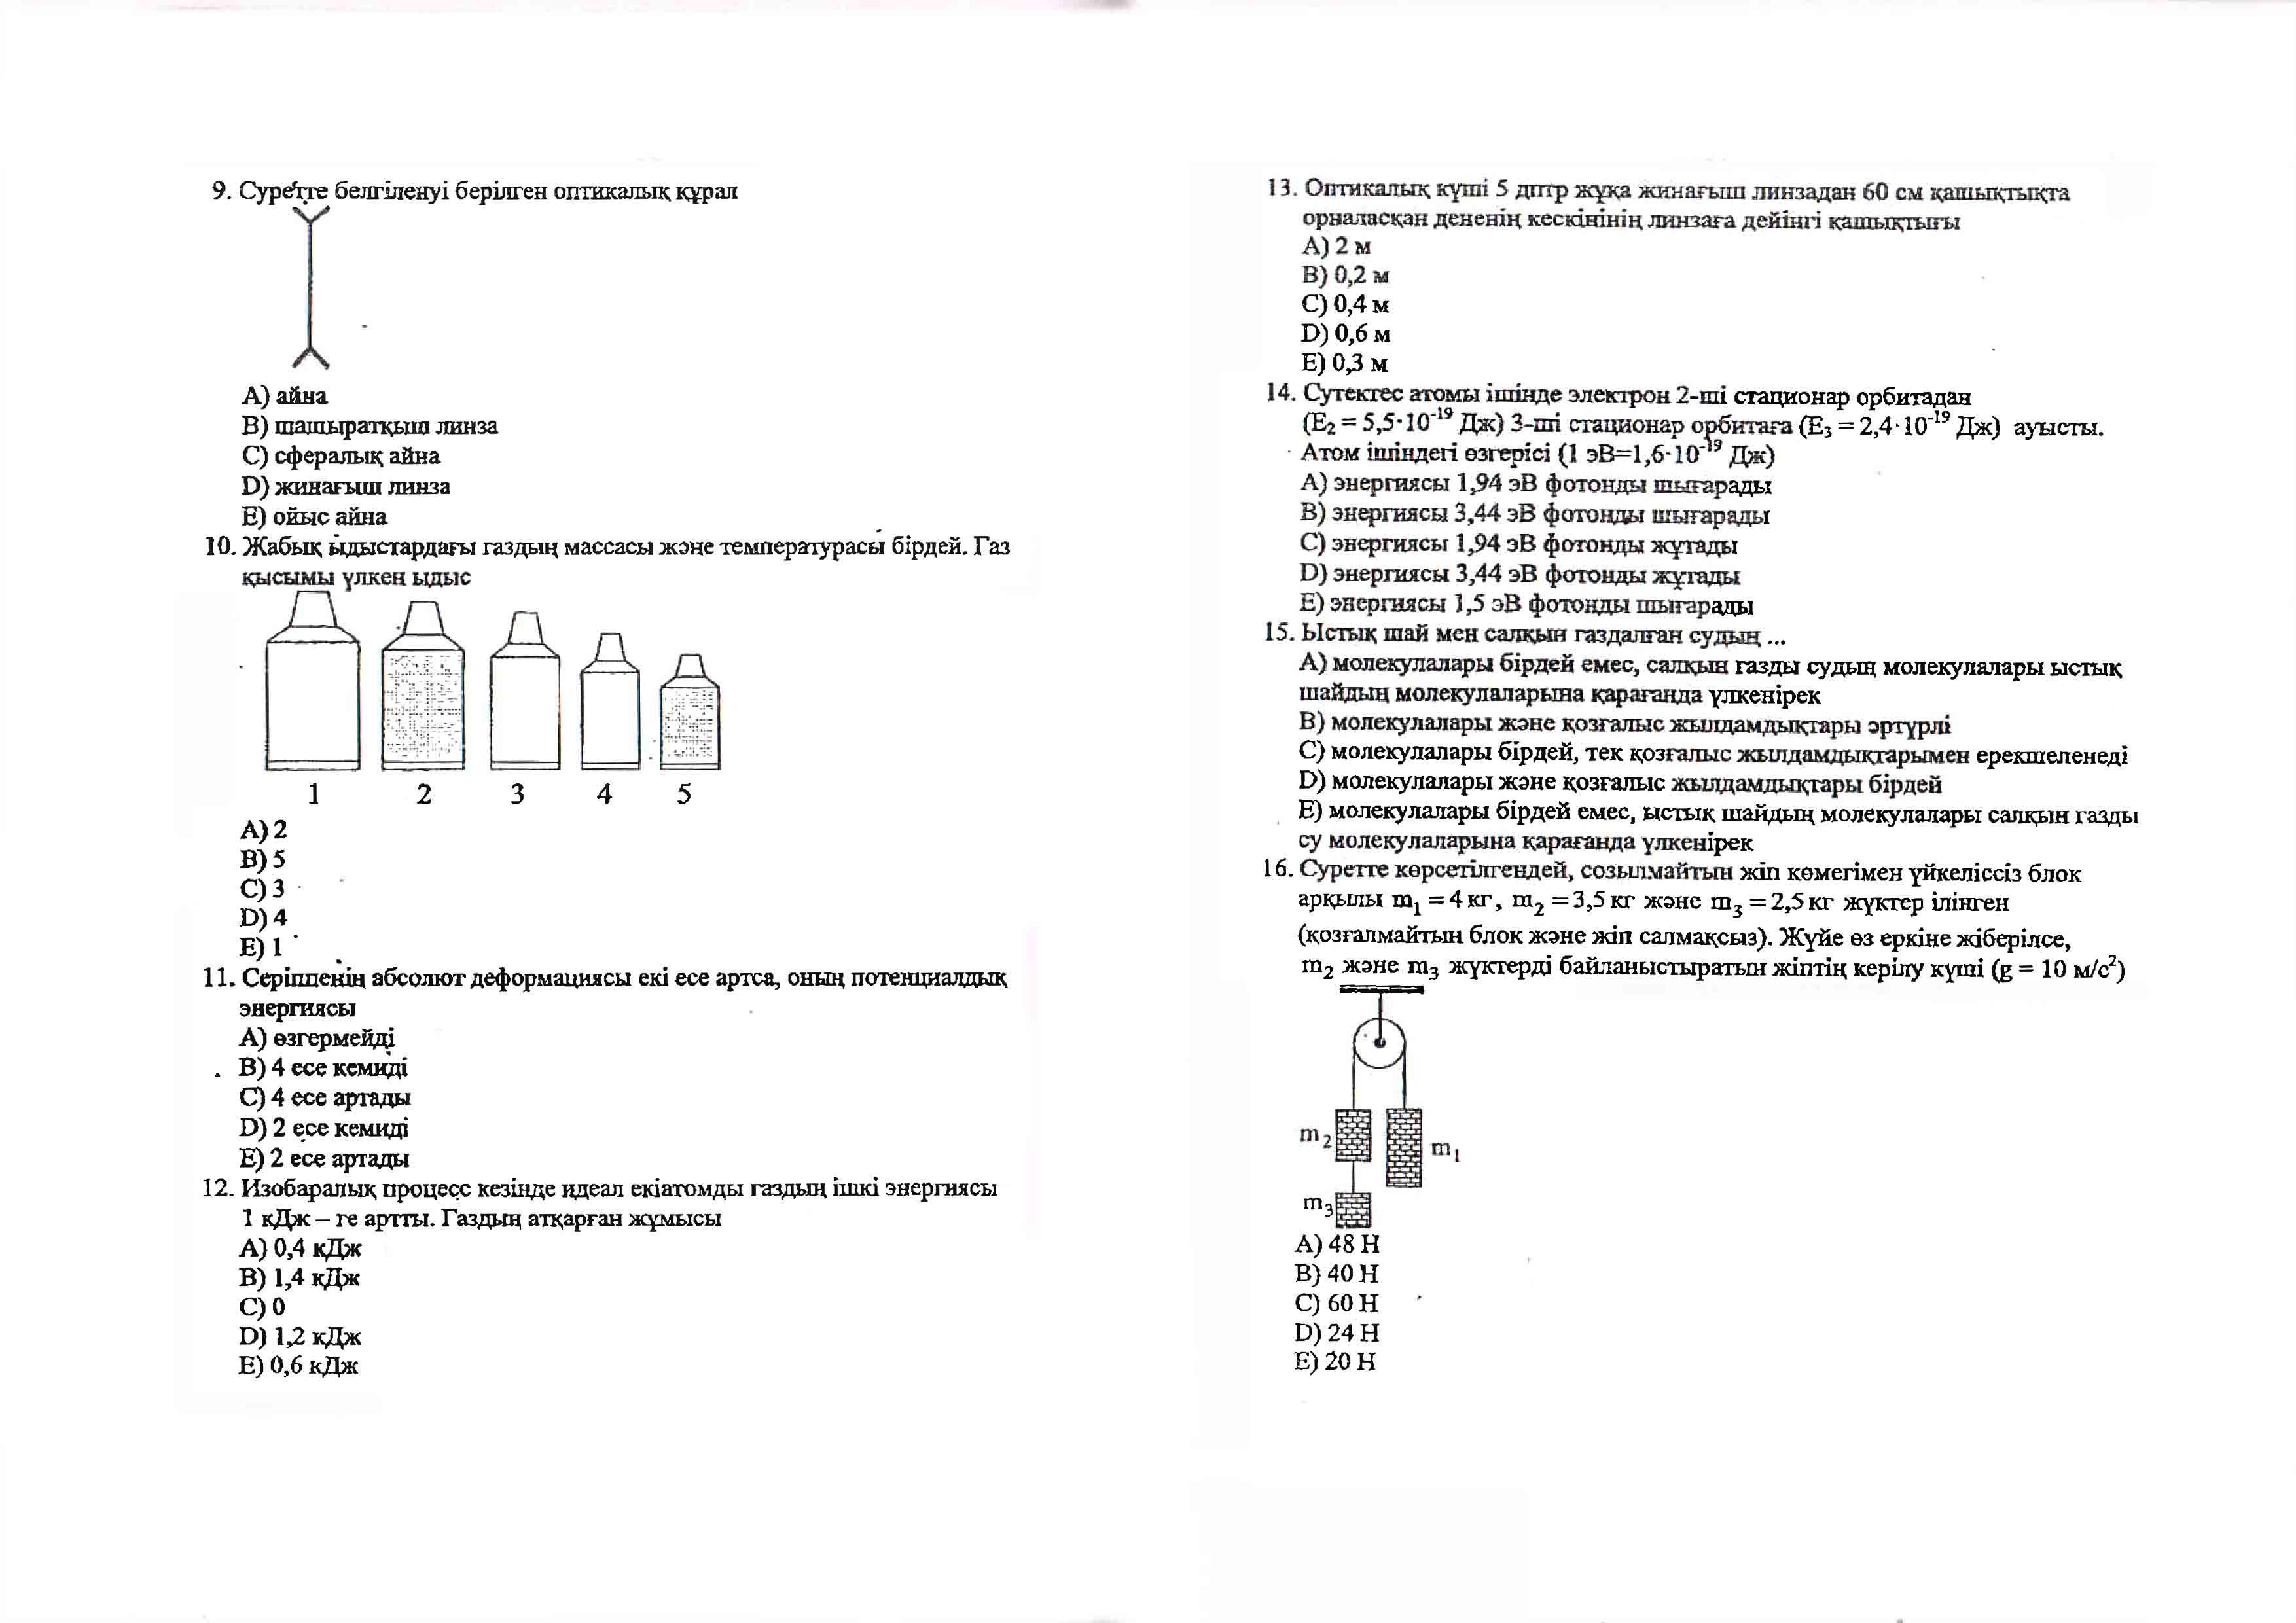 9. Суретте белгіленуі берілген оптикалық құрал
A) айна
B) шашыратқыш линза
C) сфералық айна
D) жинағыш линза
E) ойыс айна
10. Жабық ыдыстардағы газдың массасы және температурасы бірдей. Газ
қысымы үлкен ыдыс
1 2 3 4 5
A) 2
B) 5
C) 3
D) 4
E) 1
11. Серіппенің абсолют деформациясы екі есе артса, оның потенциалдық
энергиясы
A) өзгермейді
B) 4 есе кемиді
C) 4 есе артады
D) 2 есе кемиді
E) 2 есе артады
12. Изобаралық процесс кезінде идеал екіатомды газдың ішкі энергиясы
1 кДж – ге артты. Газдың атқарған жұмысы
A) 0,4 кДж
B) 1,4 кДж
C) 0
D) 1,2 кДж
E) 0,6 кДж
13. Оптикалық күші 5 дптр жұқа жинағыш линзадан 60 см қашықтықта
орналасқан дененің кескінінің линзаға дейінгі қашықтығы
A) 2 м
B) 0,2 м
C) 0,4 м
D) 0,6 м
E) 0,3 м
14. Сутектес атомы ішінде электрон 2-ші стационар орбитадан
(E₂ = 5,5·10⁻¹⁹ Дж) 3-ші стационар орбитаға (E₃ = 2,4·10⁻¹⁹ Дж) ауысты.
Атом ішіндегі өзгерісі (1 эВ=1,6·10⁻¹⁹ Дж)
A) энергиясы 1,94 эВ фотонды шығарады
B) энергиясы 3,44 эВ фотонды шығарады
C) энергиясы 1,94 эВ фотонды жұтады
D) энергиясы 3,44 эВ фотонды жұтады
E) энергиясы 1,5 эВ фотонды шығарады
15. Ыстық шай мен салқын газдалған судың ...
A) молекулалары бірдей емес, салқын газды судың молекулалары ыстық
шайдың молекулаларына қарағанда үлкенірек
B) молекулалары және қозғалыс жылдамдықтары әртүрлі
C) молекулалары бірдей, тек қозғалыс жылдамдықтарымен ерекшеленеді
D) молекулалары және қозғалыс жылдамдықтары бірдей
E) молекулалары бірдей емес, ыстық шайдың молекулалары салқын газды
су молекулаларына қарағанда үлкенірек
16. Суретте көрсетілгендей, созылмайтын жіп көмегімен үйкеліссіз блок
арқылы m₁ = 4 кг, m₂ = 3,5 кг және m₃ = 2,5 кг жүктер ілінген
(қозғалмайтын блок және жіп салмақсыз). Жүйе өз еркіне жіберілсе,
m₂ және m₃ жүктерді байланыстыратын жіптің керілу күші (g = 10 м/с²)
m₂
m₁
m₃
A) 48 Н
B) 40 Н
C) 60 Н
D) 24 Н
E) 20 Н